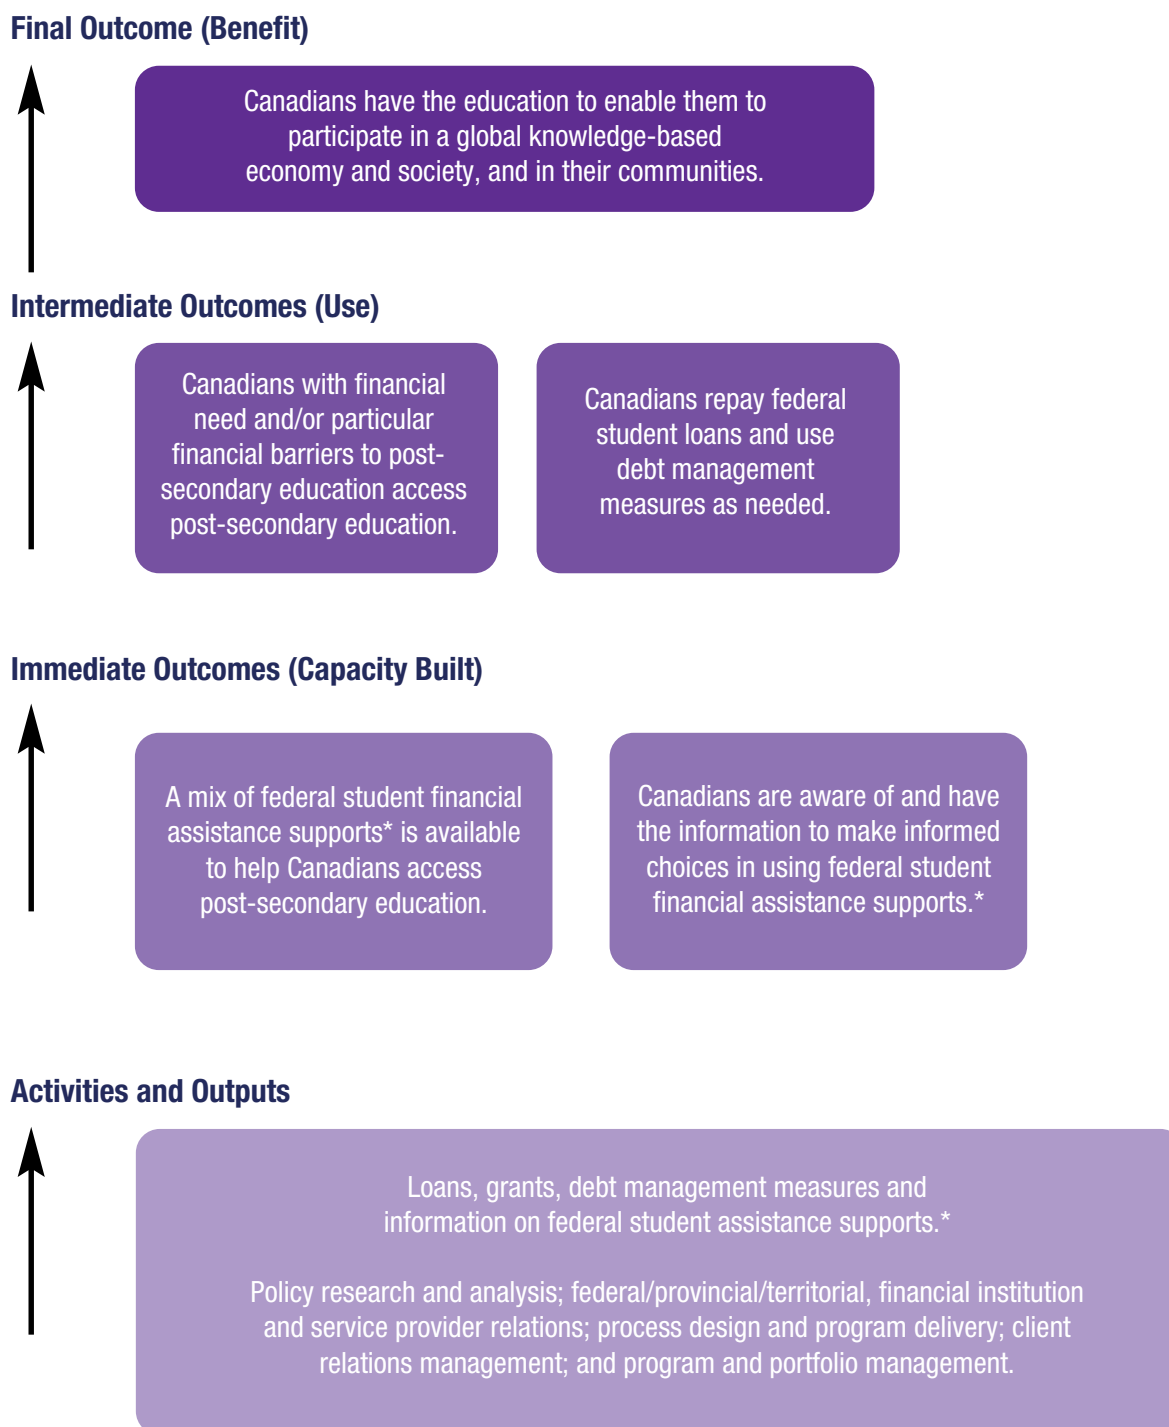 Final Outcome (Benefit)
Canadians have the education to enable them to
participate in a global knowledge-based
economy and society, and in their communities.
Intermediate Outcomes (Use)
Canadians with financial
need and/or particular
financial barriers to post-
secondary education access
post-secondary education.
Canadians repay federal
student loans and use
debt management
measures as needed.
Immediate Outcomes (Capacity Built)
A mix of federal student financial
assistance supports* is available
to help Canadians access
post-secondary education.
Canadians are aware of and have
the information to make informed
choices in using federal student
financial assistance supports.*
Activities and Outputs
Loans, grants, debt management measures and
information on federal student assistance supports.*
Policy research and analysis; federal/provincial/territorial, financial institution
and service provider relations; process design and program delivery; client
relations management; and program and portfolio management.